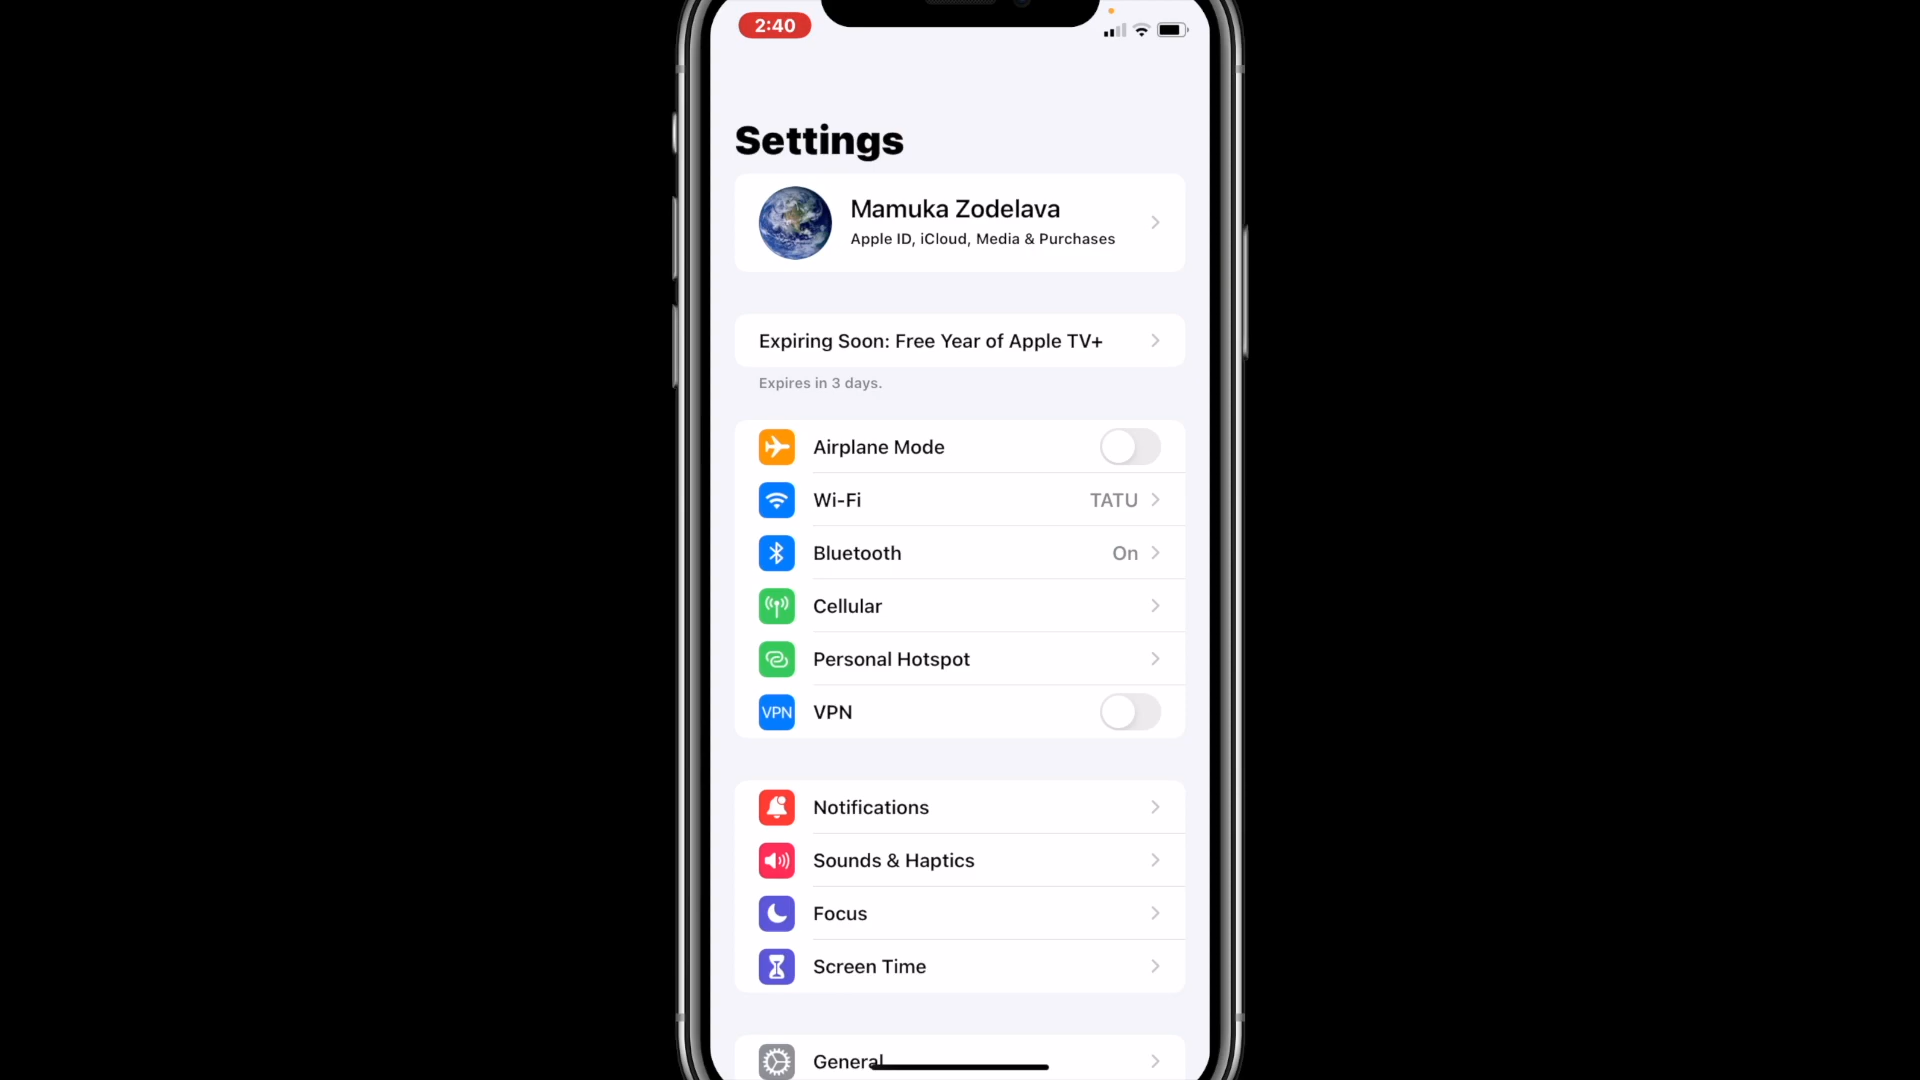 2:40
Settings
Mamuka Zodelava
Apple ID, iCloud, Media & Purchases
Expiring Soon: Free Year of Apple TV+
Expires in 3 days.
Airplane Mode
Wi-Fi TATU
Bluetooth On
Cellular
Personal Hotspot
VPN VPN
Notifications
Sounds & Haptics
Focus
Screen Time
General